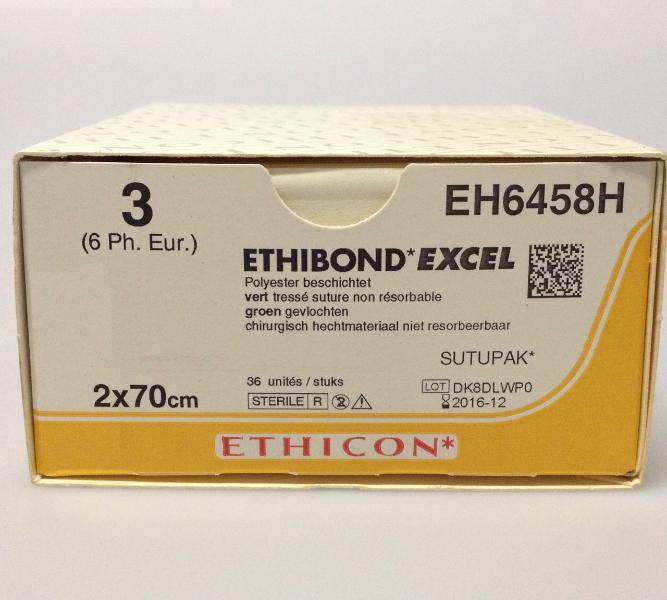 3
(6 Ph. Eur.)
EH6458H
ETHIBOND*EXCEL
Polyester beschichtet
vert tressé suture non résorbable
groen gevlochten
chirurgisch hechtmateriaal niet resorbeerbaar
SUTUPAK*
36 unités / stuks
LOT DK8DLWP0
2x70cm
STERILE R
2
2016-12
ETHICON*